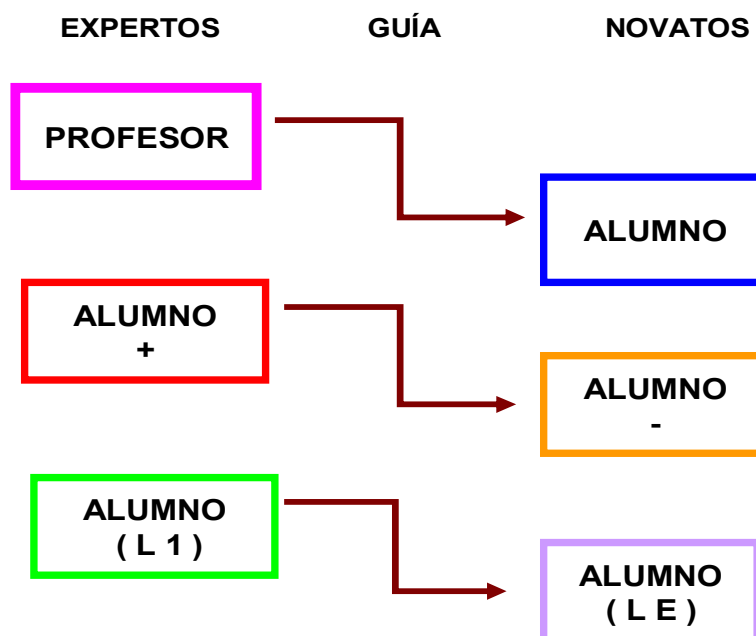 EXPERTOS GUÍA NOVATOS
PROFESOR
ALUMNO
ALUMNO
+
ALUMNO
-
ALUMNO
( L 1 )
ALUMNO
( L E )